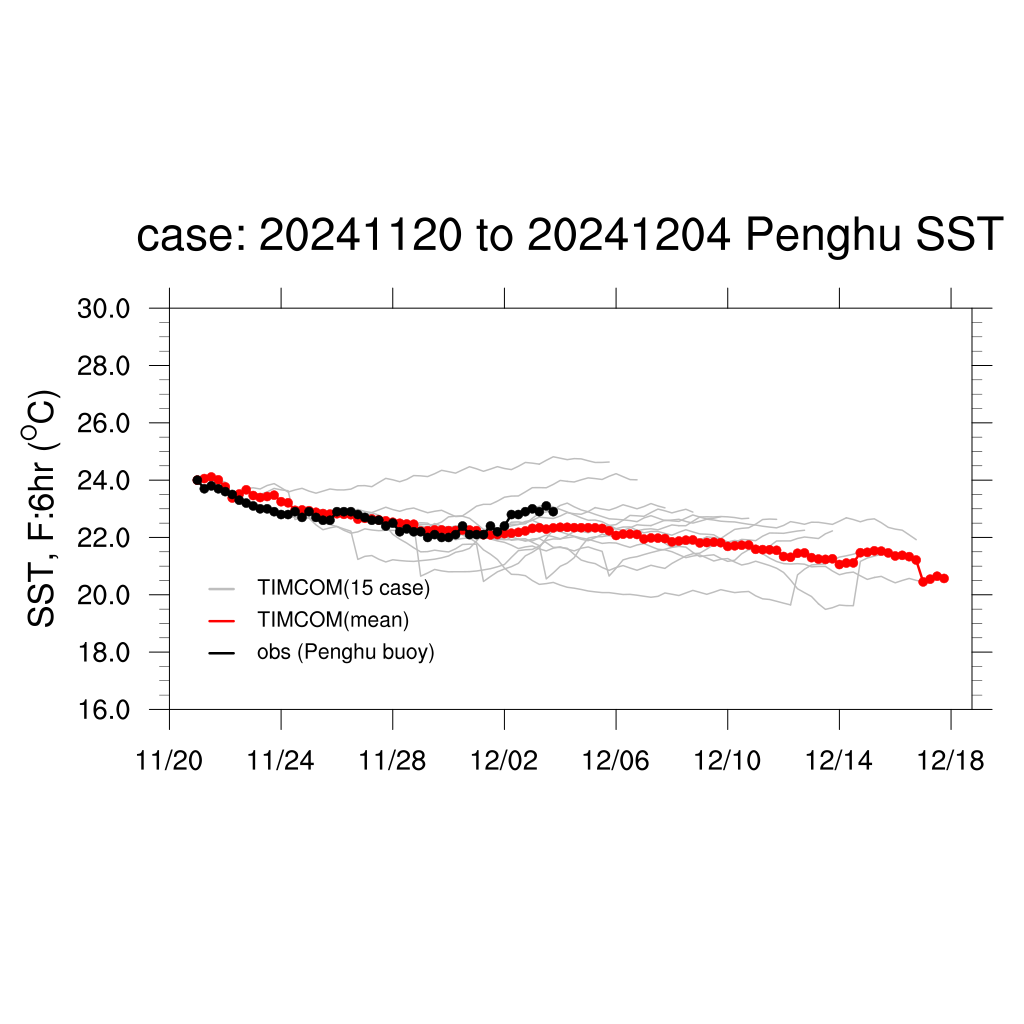 case: 20241120 to 20241204 Penghu SST
SST, F:6hr (°C)
30.0
28.0
26.0
24.0
22.0
20.0
18.0
16.0
TIMCOM(15 case)
TIMCOM(mean)
obs (Penghu buoy)
11/20 11/24 11/28 12/02 12/06 12/10 12/14 12/18